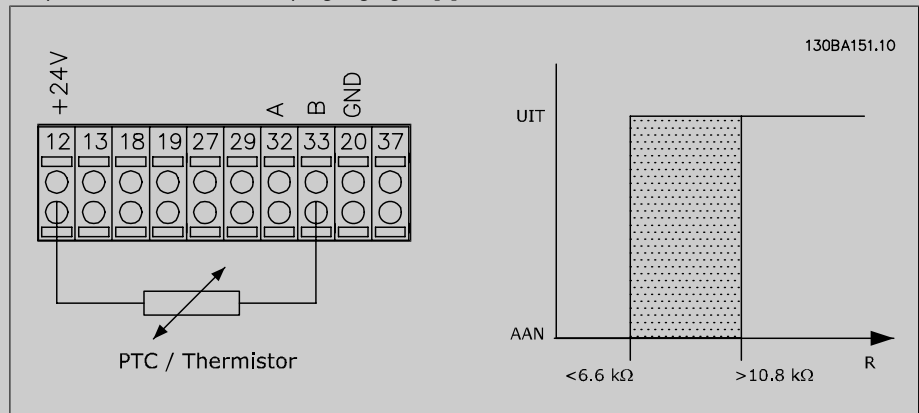 130BA151.10
+24V
A
B
GND
12 13 18 19 27 29 32 33 20 37
PTC / Thermistor
UIT
AAN
R
<6.6 kΩ
>10.8 kΩ